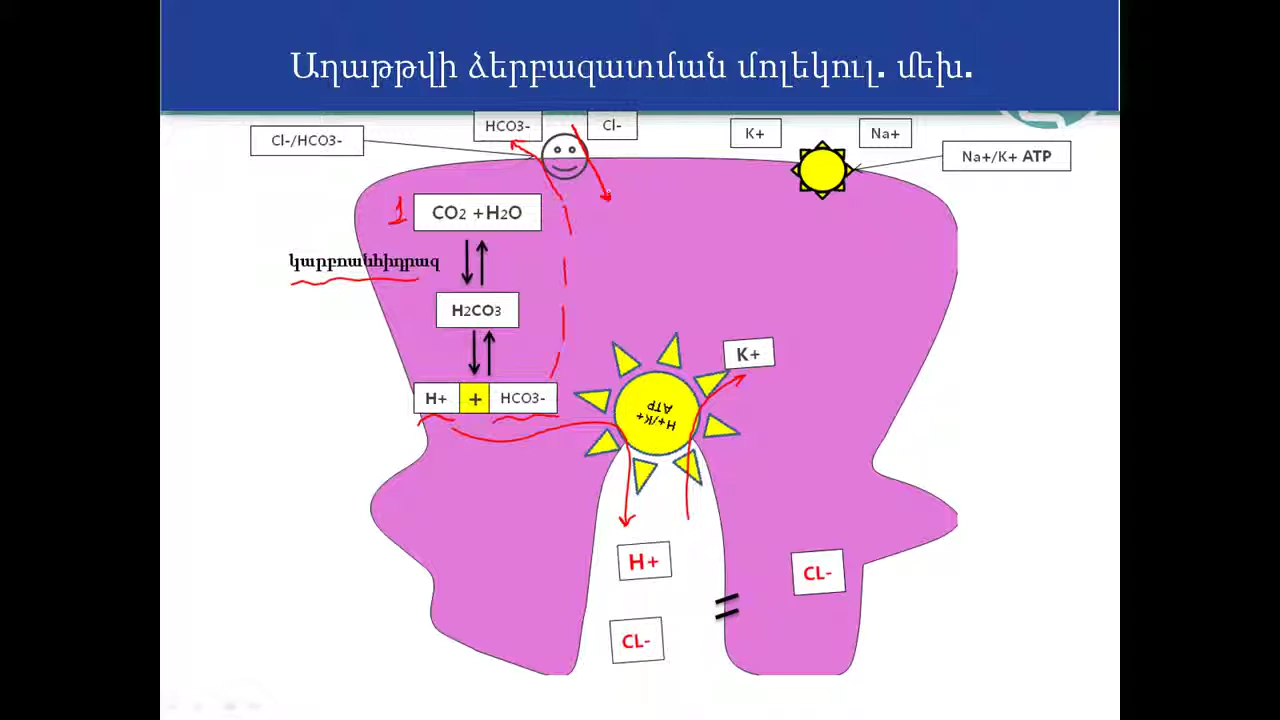 Աղաթթվի ձերբազատման մոլեկուլ. մեխ.
HCO3-
Cl-
Cl-/HCO3-
K+
Na+
Na+/K+ ATP
1
CO2 +H2O
կարբոանհիդրազ
H2CO3
K+
H+ + HCO3-
H+/K+
ATP
H+
CL-
=
CL-